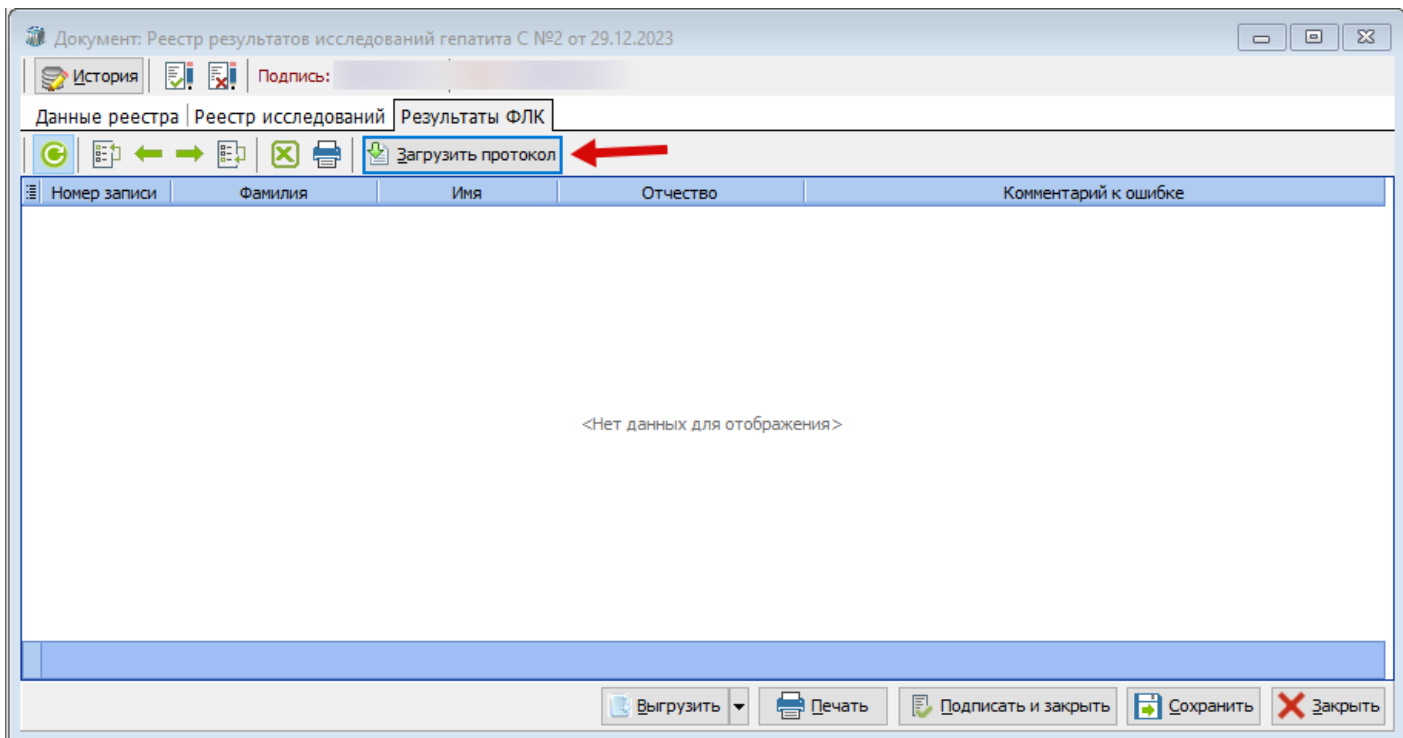 Документ: Реестр результатов исследований гепатита С №2 от 29.12.2023
История Подпись:
Данные реестра Реестр исследований Результаты ФЛК
Загрузить протокол
Номер записи Фамилия Имя Отчество Комментарий к ошибке
<Нет данных для отображения>
Выгрузить Печать Подписать и закрыть Сохранить Закрыть